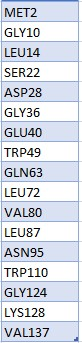 MET2
GLY10
LEU14
SER22
ASP28
GLY36
GLU40
TRP49
GLN63
LEU72
VAL80
LEU87
ASN95
TRP110
GLY124
LYS128
VAL137